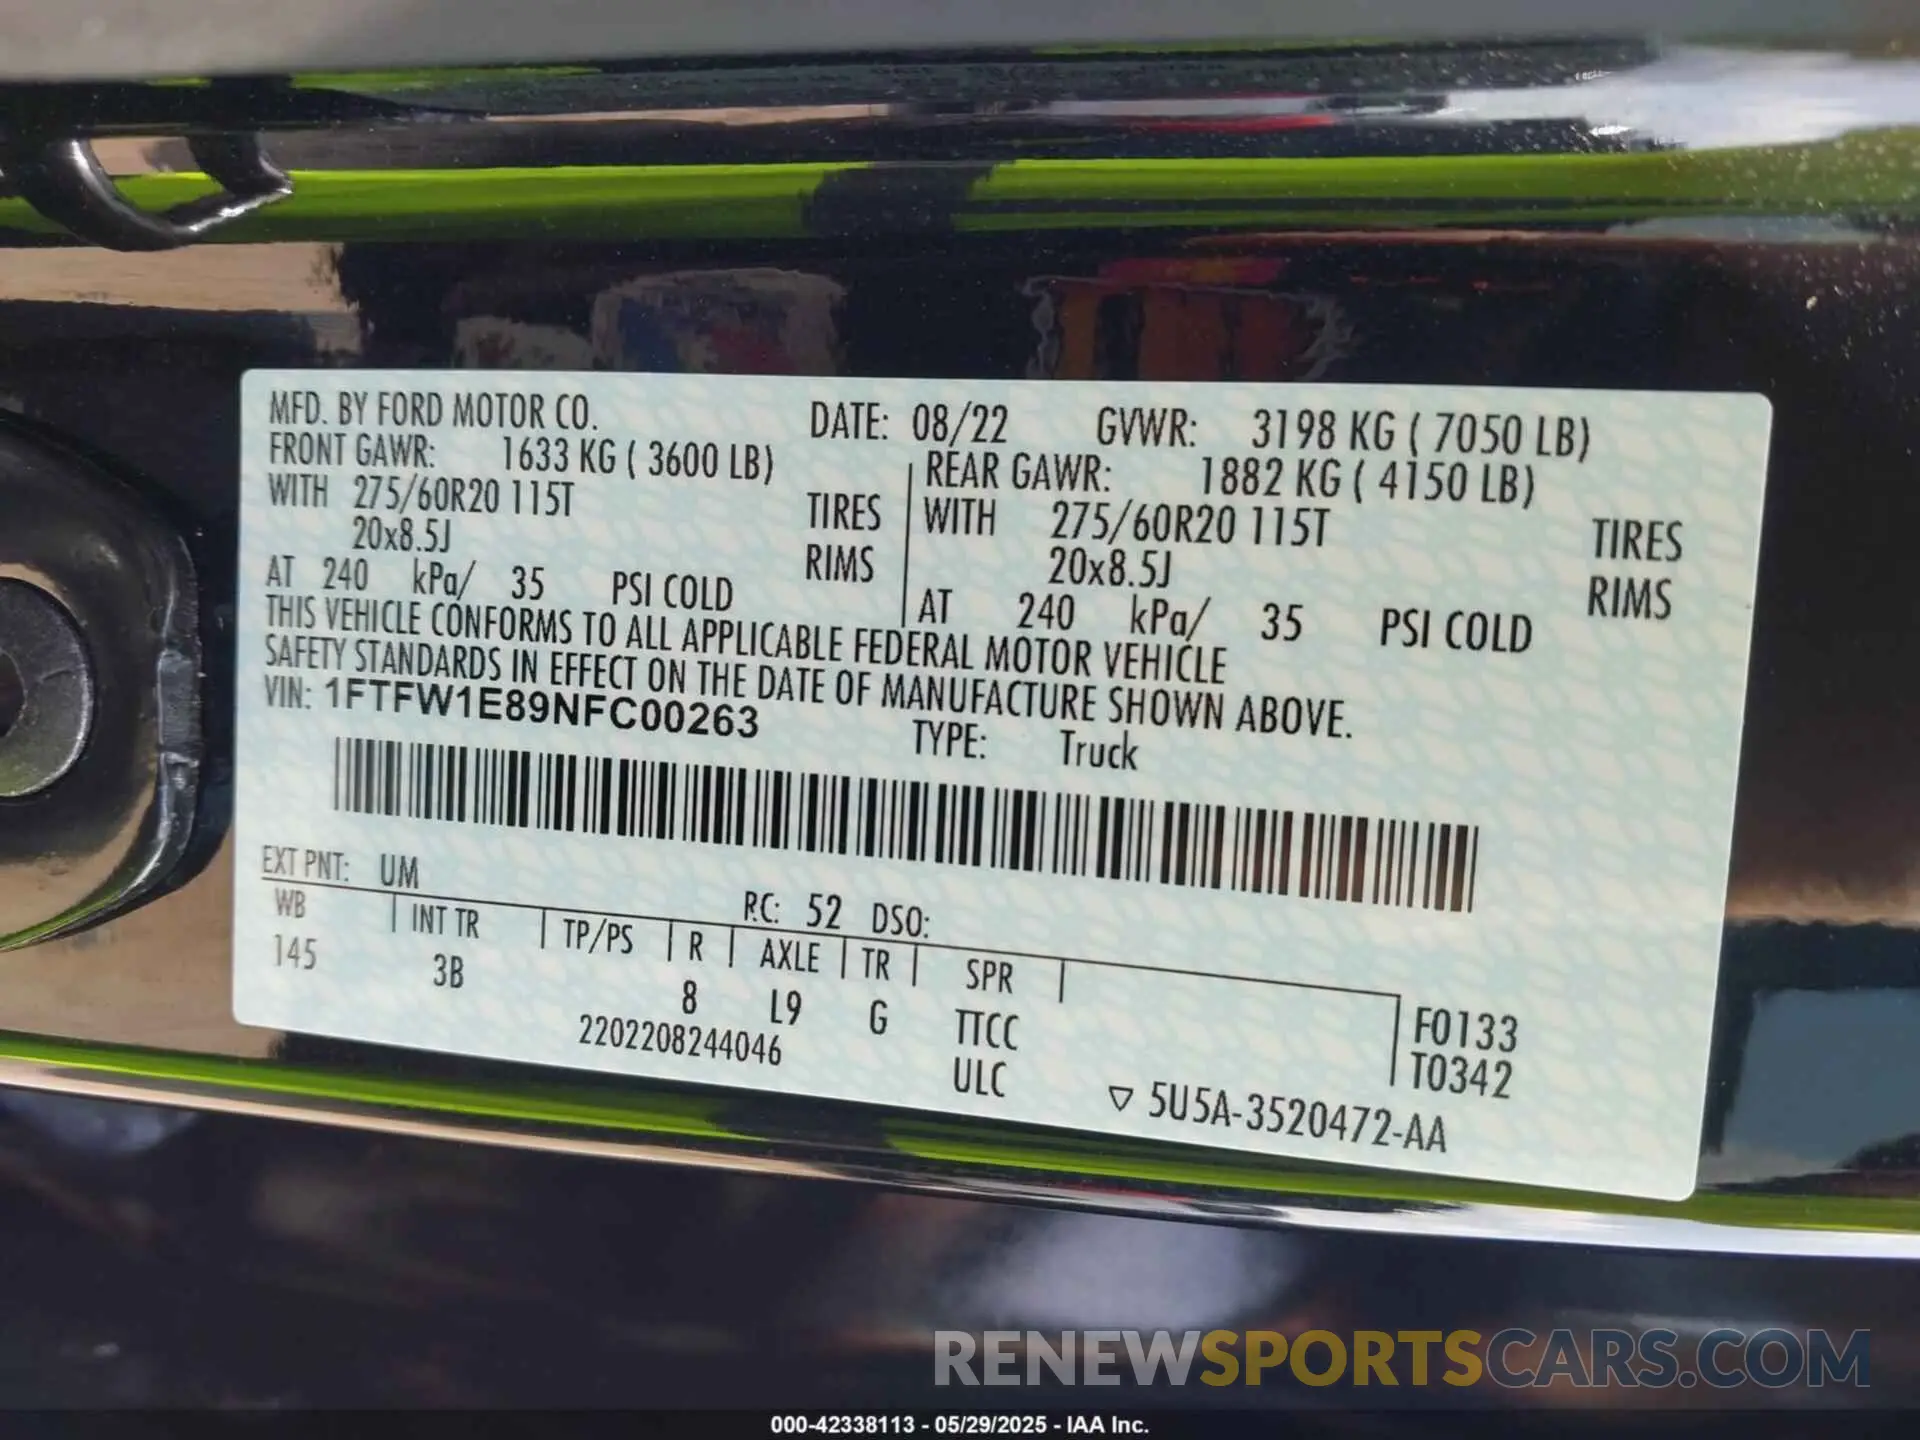 MFD. BY FORD MOTOR CO. DATE: 08/22 GVWR: 3198 KG ( 7050 LB)
FRONT GAWR: 1633 KG ( 3600 LB) REAR GAWR: 1882 KG ( 4150 LB)
WITH 275/60R20 115T TIRES WITH 275/60R20 115T TIRES
20x8.5J RIMS 20x8.5J RIMS
AT 240 kPa/ 35 PSI COLD AT 240 kPa/ 35 PSI COLD
THIS VEHICLE CONFORMS TO ALL APPLICABLE FEDERAL MOTOR VEHICLE
SAFETY STANDARDS IN EFFECT ON THE DATE OF MANUFACTURE SHOWN ABOVE.
VIN: 1FTFW1E89NFC00263 TYPE: Truck
EXT PNT: UM RC: 52 DSO:
WB INT TR TP/PS R AXLE TR SPR
145 3B 8 L9 G TTCC F0133
2202208244046 ULC T0342
▽ 5U5A-3520472-AA
RENEWSPORTSCARS.COM
000-42338113 - 05/29/2025 - IAA Inc.